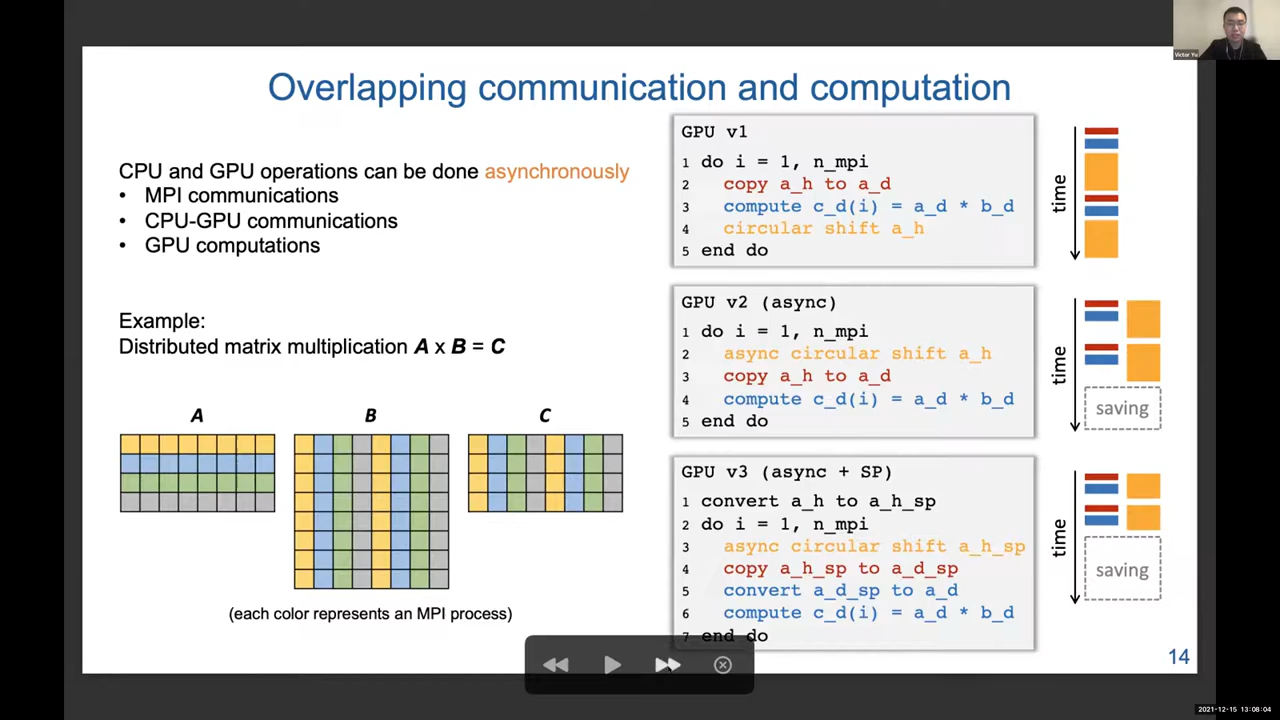 Victor Yu
Overlapping communication and computation
CPU and GPU operations can be done asynchronously
• MPI communications
• CPU-GPU communications
• GPU computations
Example:
Distributed matrix multiplication A x B = C
A
B
C
(each color represents an MPI process)
GPU v1
1 do i = 1, n_mpi
2 copy a_h to a_d
3 compute c_d(i) = a_d * b_d
4 circular shift a_h
5 end do
time
GPU v2 (async)
1 do i = 1, n_mpi
2 async circular shift a_h
3 copy a_h to a_d
4 compute c_d(i) = a_d * b_d
5 end do
time
saving
GPU v3 (async + SP)
1 convert a_h to a_h_sp
2 do i = 1, n_mpi
3 async circular shift a_h_sp
4 copy a_h_sp to a_d_sp
5 convert a_d_sp to a_d
6 compute c_d(i) = a_d * b_d
7 end do
time
saving
14
2021-12-15 13:08:04